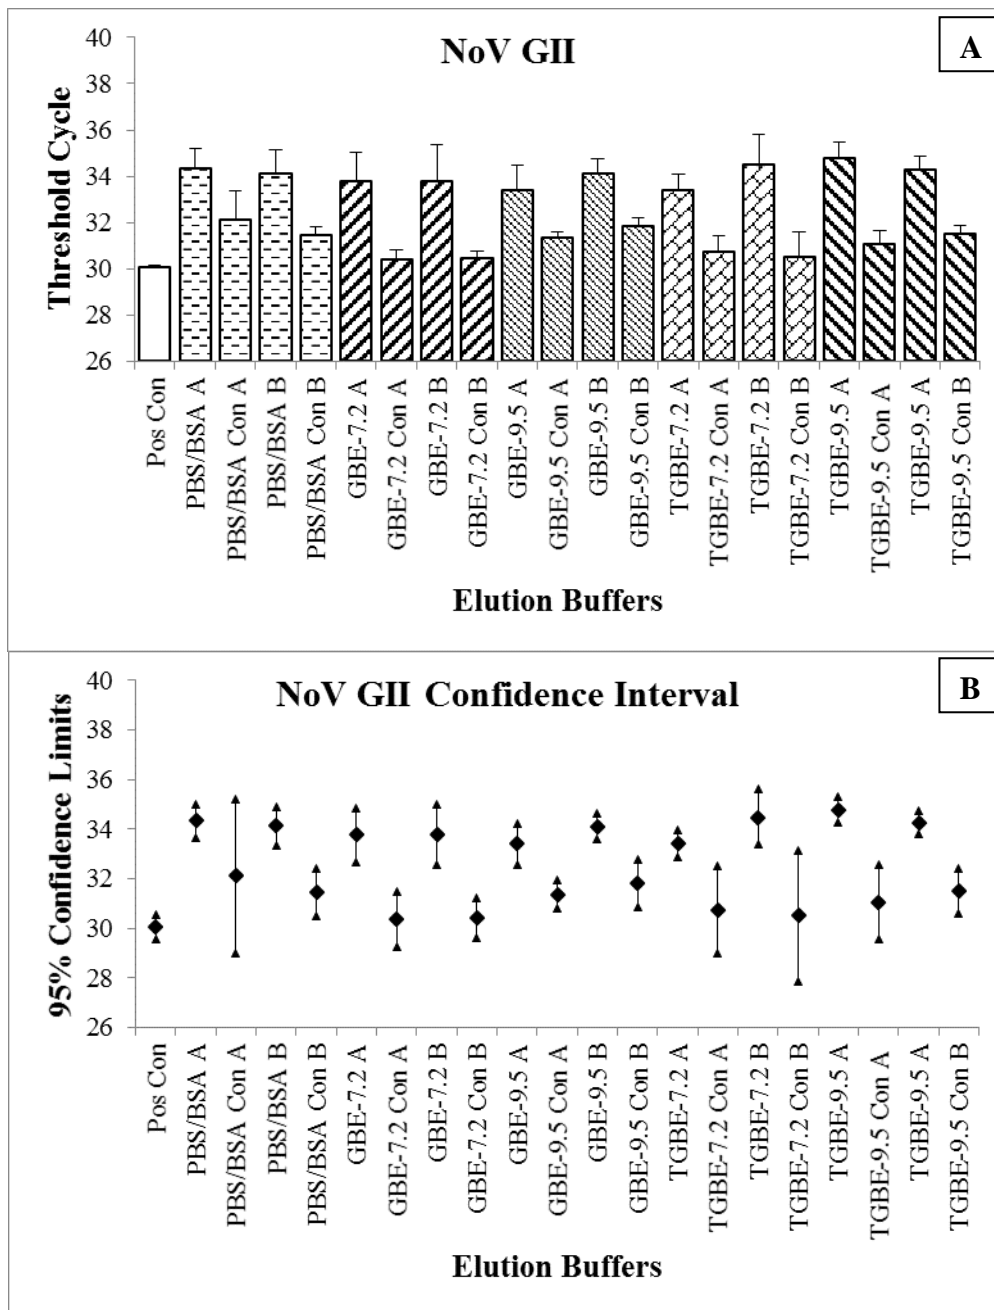 NoV GII
A
Threshold Cycle
40
38
36
34
32
30
28
26
Pos Con
PBS/BSA A
PBS/BSA Con A
PBS/BSA B
PBS/BSA Con B
GBE-7.2 A
GBE-7.2 Con A
GBE-7.2 B
GBE-7.2 Con B
GBE-9.5 A
GBE-9.5 Con A
GBE-9.5 B
GBE-9.5 Con B
TGBE-7.2 A
TGBE-7.2 Con A
TGBE-7.2 B
TGBE-7.2 Con B
TGBE-9.5 A
TGBE-9.5 Con A
TGBE-9.5 A
TGBE-9.5 Con B
Elution Buffers
NoV GII Confidence Interval
B
95% Confidence Limits
40
38
36
34
32
30
28
26
Pos Con
PBS/BSA A
PBS/BSA Con A
PBS/BSA B
PBS/BSA Con B
GBE-7.2 A
GBE-7.2 Con A
GBE-7.2 B
GBE-7.2 Con B
GBE-9.5 A
GBE-9.5 Con A
GBE-9.5 B
GBE-9.5 Con B
TGBE-7.2 A
TGBE-7.2 Con A
TGBE-7.2 B
TGBE-7.2 Con B
TGBE-9.5 A
TGBE-9.5 Con A
TGBE-9.5 A
TGBE-9.5 Con B
Elution Buffers